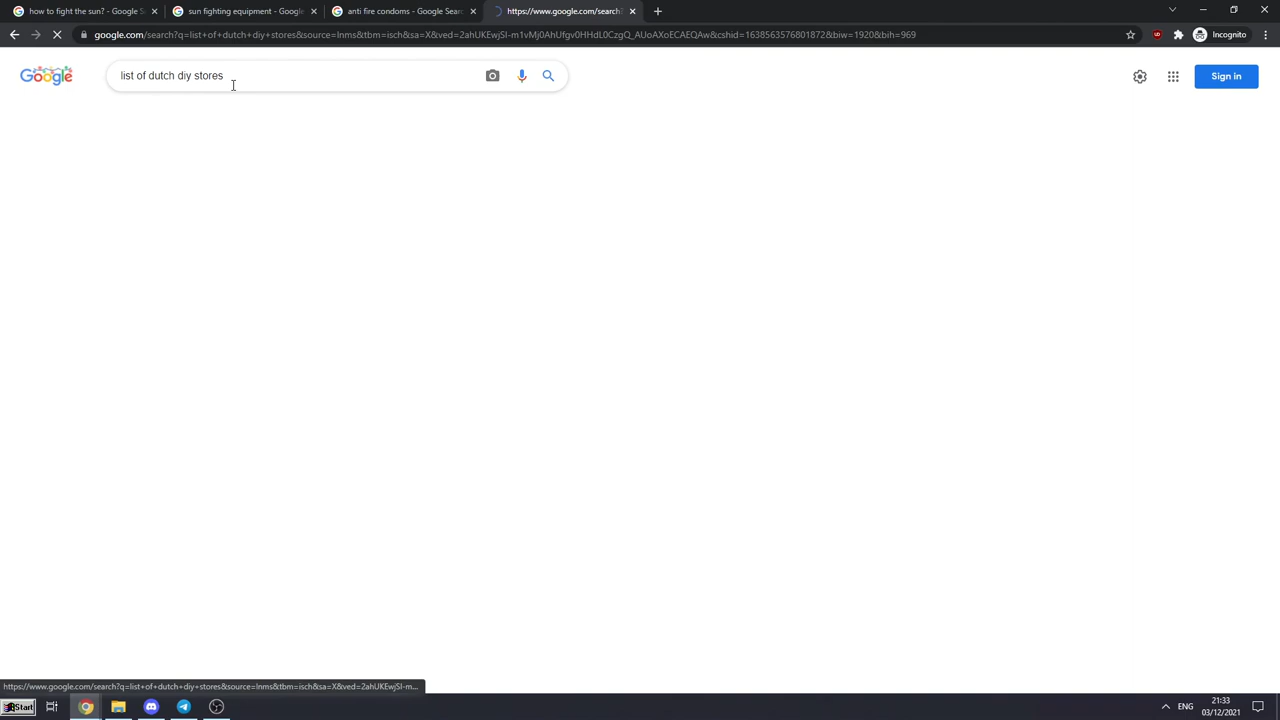 how to fight the sun? - Google S
sun fighting equipment - Google
anti fire condoms - Google Sear
https://www.google.com/search?
google.com/search?q=list+of+dutch+diy+stores&source=lnms&tbm=isch&sa=X&ved=2ahUKEwjSI-m1vMj0AhUfgv0HHdL0CzgQ_AUoAXoECAEQAw&cshid=1638563576801872&biw=1920&bih=969
Incognito
Google
list of dutch diy stores
Sign in
https://www.google.com/search?q=list+of+dutch+diy+stores&source=lnms&tbm=isch&sa=X&ved=2ahUKEwjSI-m...
Start
ENG
21:33
03/12/2021